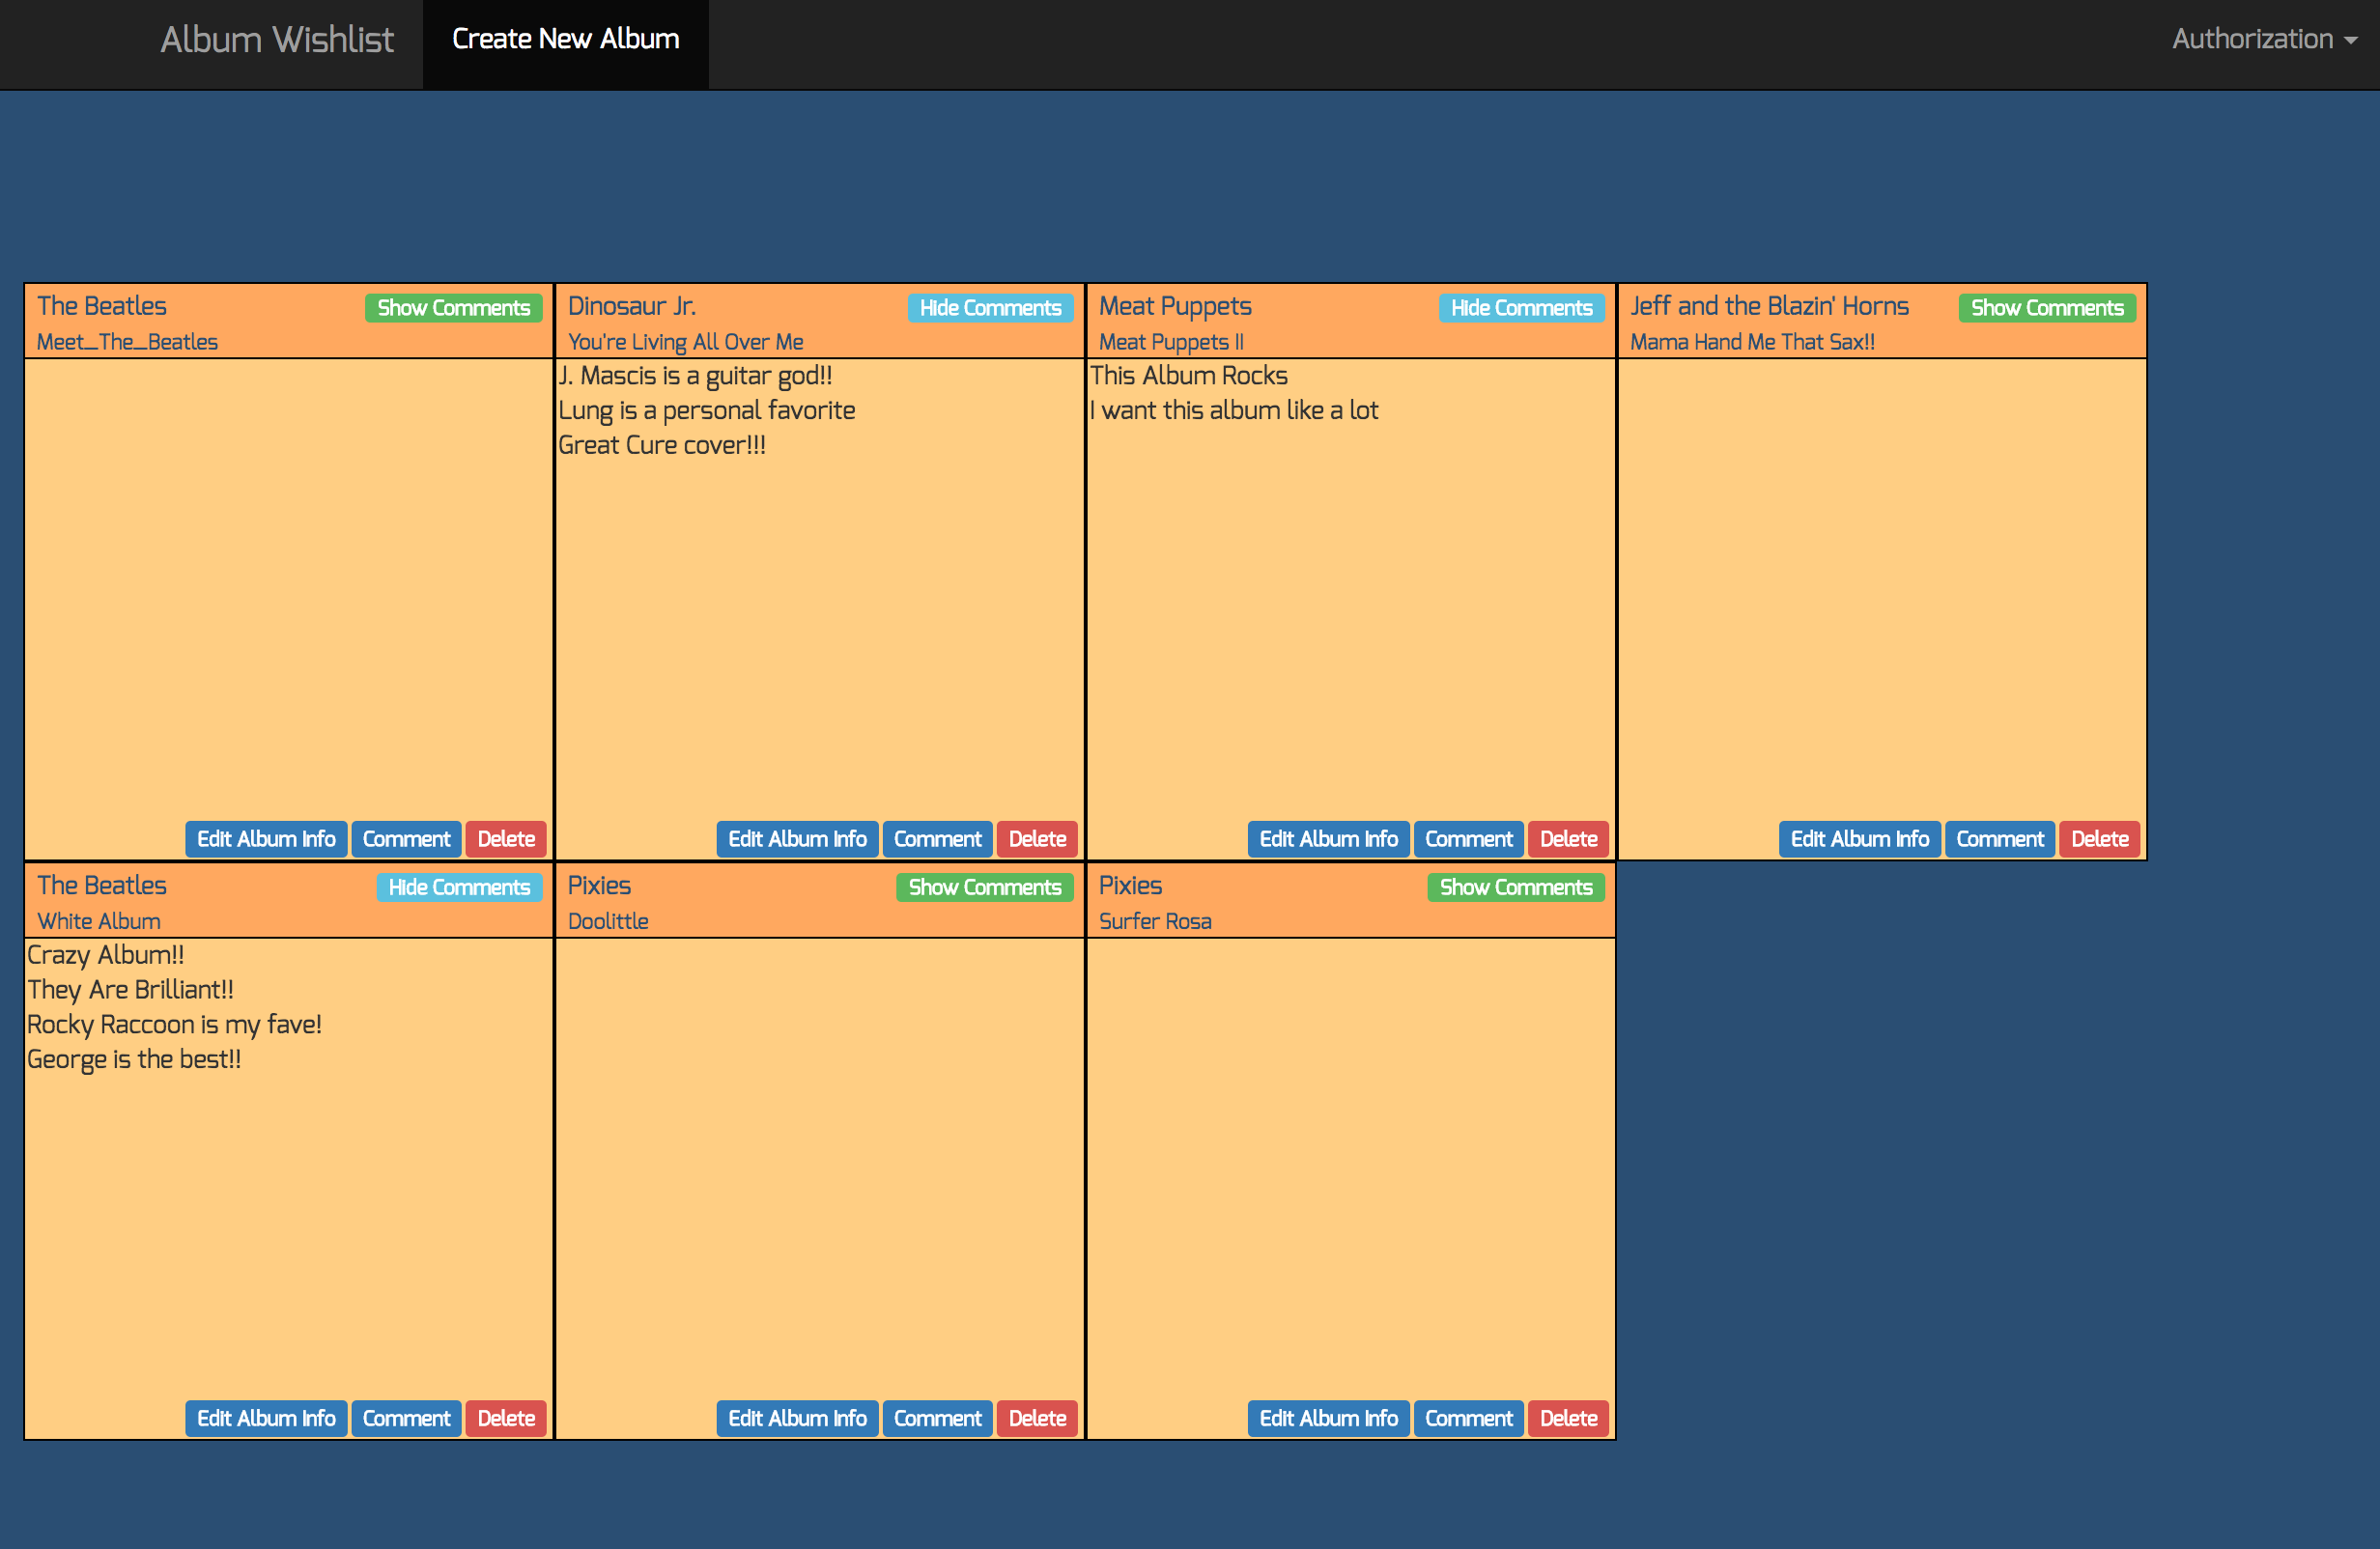 Album Wishlist Create New Album Authorization
The Beatles Show Comments
Meet_The_Beatles
Edit Album Info Comment Delete
Dinosaur Jr. Hide Comments
You're Living All Over Me
J. Mascis is a guitar god!!
Lung is a personal favorite
Great Cure cover!!!
Edit Album Info Comment Delete
Meat Puppets Hide Comments
Meat Puppets II
This Album Rocks
I want this album like a lot
Edit Album Info Comment Delete
Jeff and the Blazin' Horns Show Comments
Mama Hand Me That Sax!!
Edit Album Info Comment Delete
The Beatles Hide Comments
White Album
Crazy Album!!
They Are Brilliant!!
Rocky Raccoon is my fave!
George is the best!!
Edit Album Info Comment Delete
Pixies Show Comments
Doolittle
Edit Album Info Comment Delete
Pixies Show Comments
Surfer Rosa
Edit Album Info Comment Delete